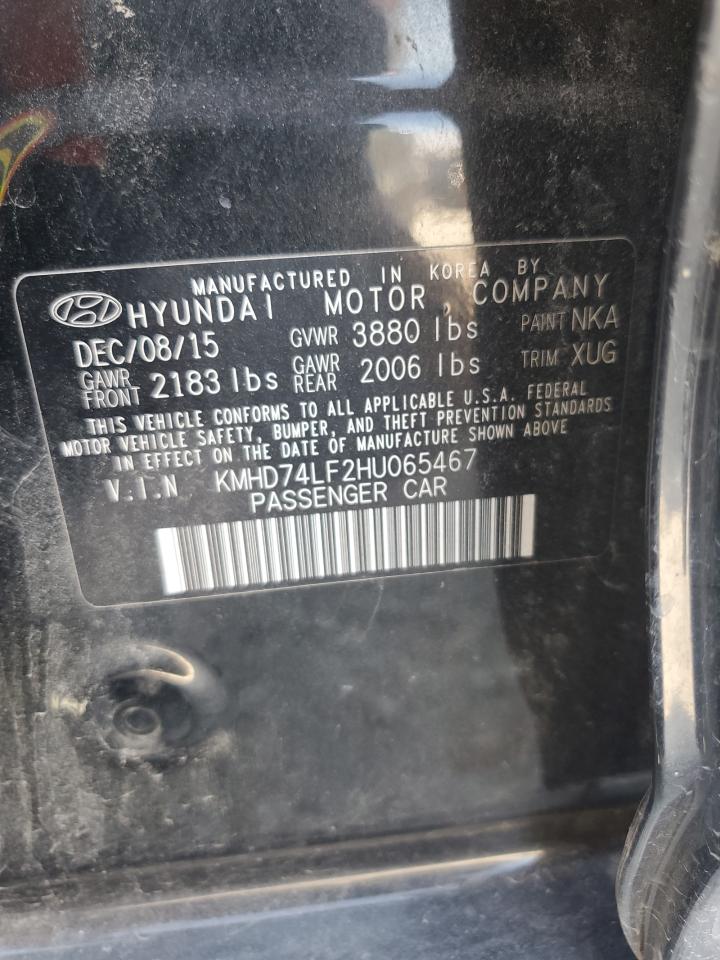 MANUFACTURED IN KOREA BY
HYUNDAI MOTOR COMPANY
DEC/08/15 GVWR 3880 lbs PAINT NKA
GAWR FRONT 2183 lbs GAWR REAR 2006 lbs TRIM XUG
THIS VEHICLE CONFORMS TO ALL APPLICABLE U.S.A. FEDERAL
MOTOR VEHICLE SAFETY, BUMPER, AND THEFT PREVENTION STANDARDS
IN EFFECT ON THE DATE OF MANUFACTURE SHOWN ABOVE
V.I.N KMHD74LF2HU065467
PASSENGER CAR